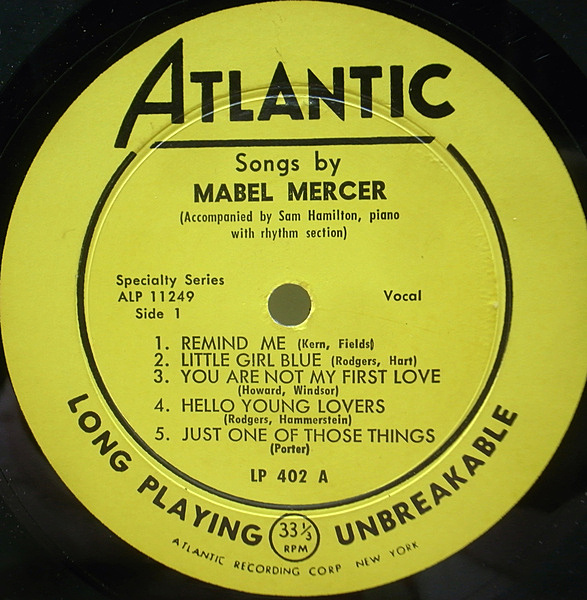 ATLANTIC
Songs by
MABEL MERCER
(Accompanied by Sam Hamilton, piano
with rhythm section)
Specialty Series
ALP 11249
Side 1
Vocal
1. REMIND ME (Kern, Fields)
2. LITTLE GIRL BLUE (Rodgers, Hart)
3. YOU ARE NOT MY FIRST LOVE
(Howard, Windsor)
4. HELLO YOUNG LOVERS
(Rodgers, Hammerstein)
5. JUST ONE OF THOSE THINGS
(Porter)
LP 402 A
LONG PLAYING 33⅓ RPM UNBREAKABLE
ATLANTIC RECORDING CORP NEW YORK